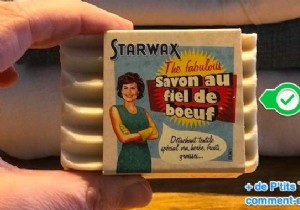 STARWAX
The fabulous
SAVON AU
FIEL DE
BOEUF
Détachant textile
spécial vin, herbe, fruits,
graisses...
+ de P'tits
comment-e